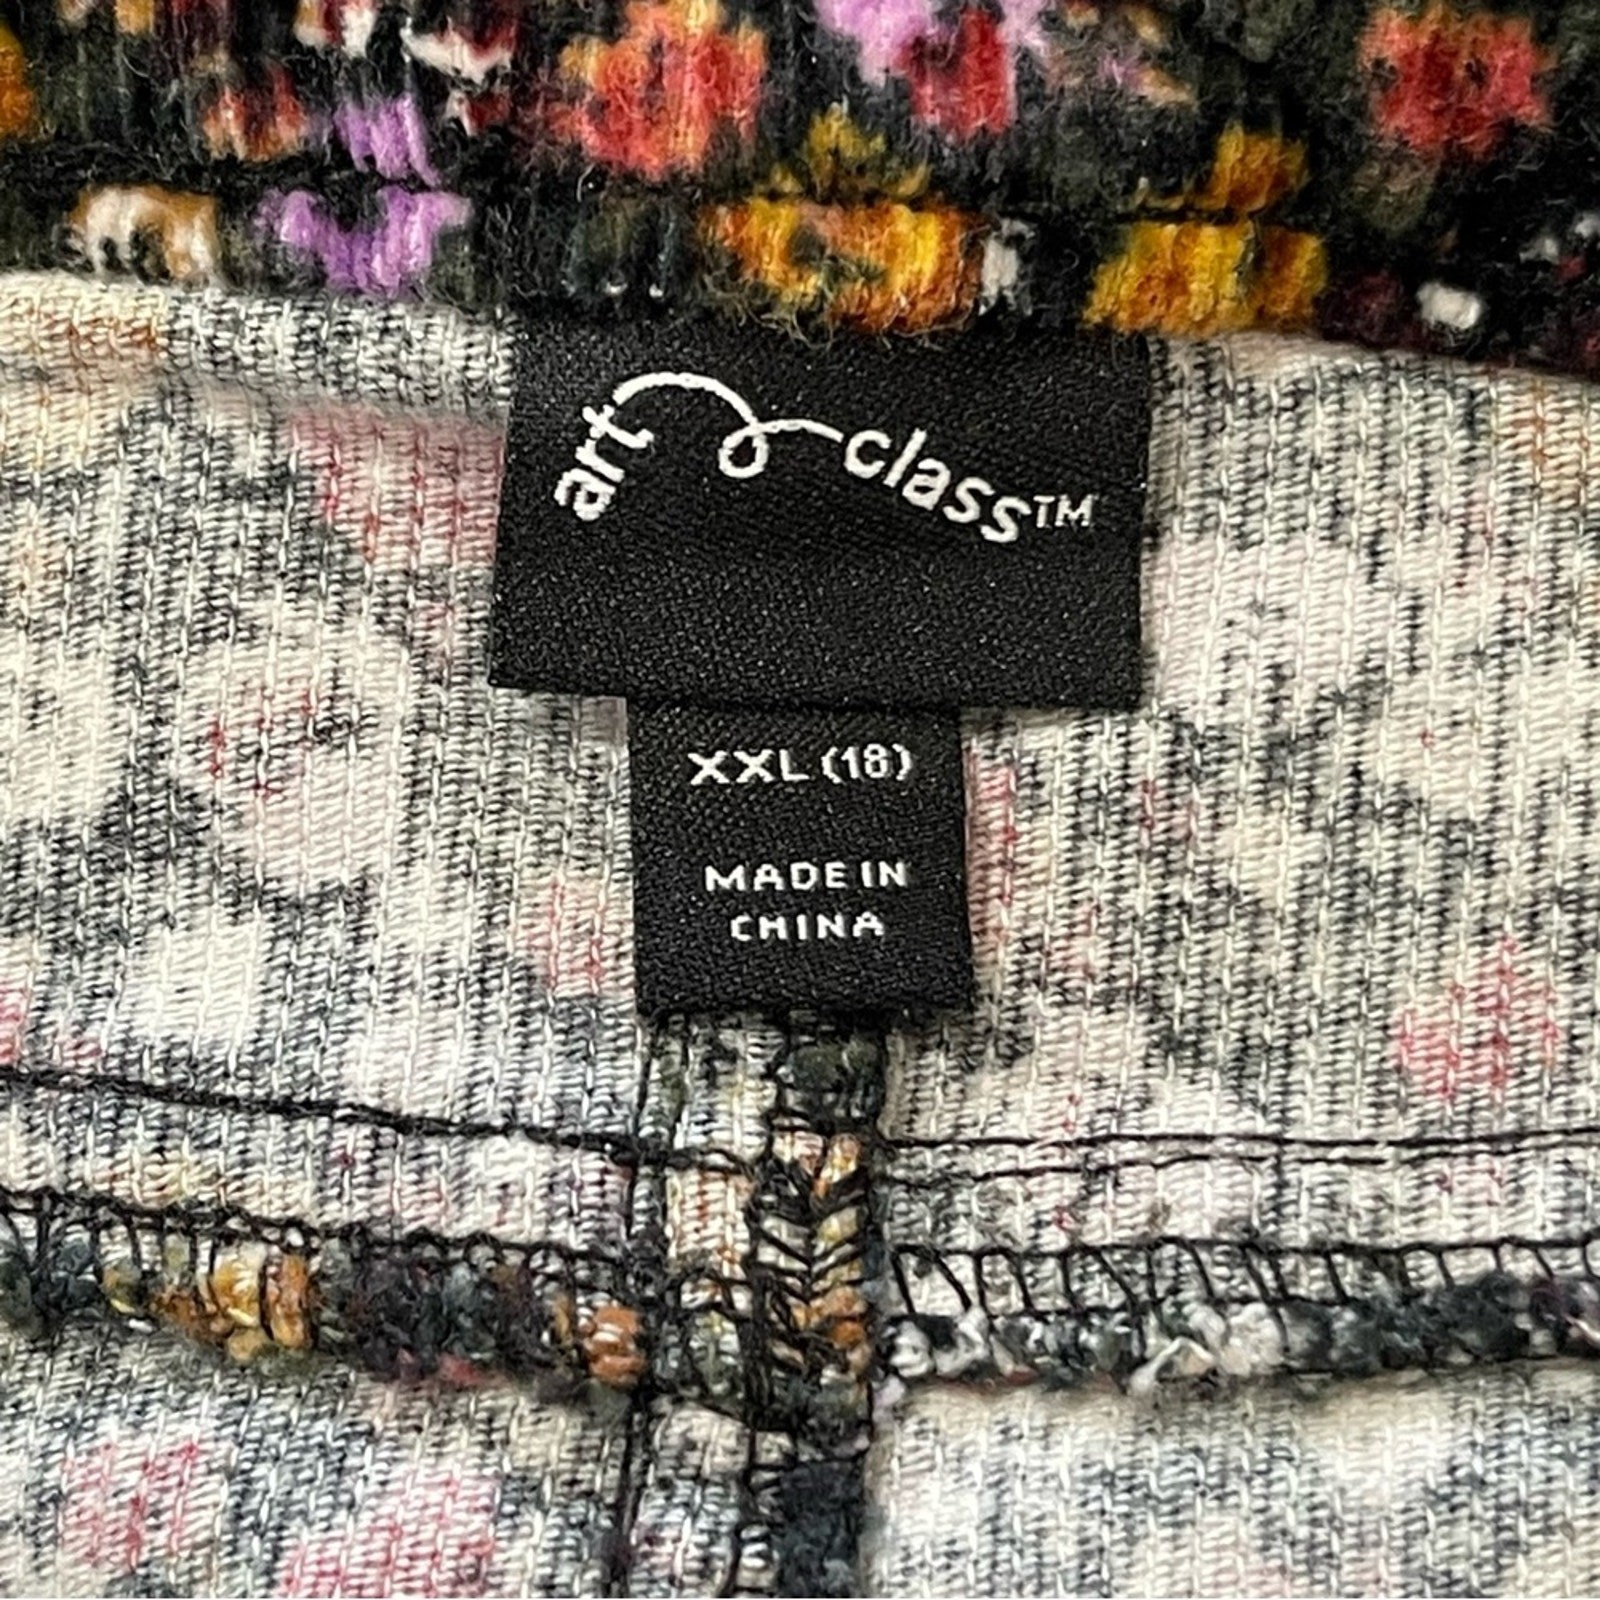 art class™
XXL (18)
MADE IN
CHINA